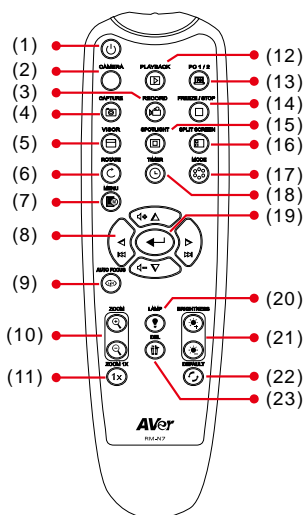 (1)
(2)
(3)
(4)
(5)
(6)
(7)
(8)
(9)
(10)
(11)
CAMERA
PLAYBACK
PC 1 / 2
CAPTURE
RECORD
FREEZE / STOP
VISOR
SPOTLIGHT
SPLIT SCREEN
ROTATE
TIMER
MODE
MENU
AUTO FOCUS
ZOOM
LAMP
BRIGHTNESS
DEL
ZOOM 1X
1x
DEFAULT
AVer
RM-N7
(12)
(13)
(14)
(15)
(16)
(17)
(18)
(19)
(20)
(21)
(22)
(23)